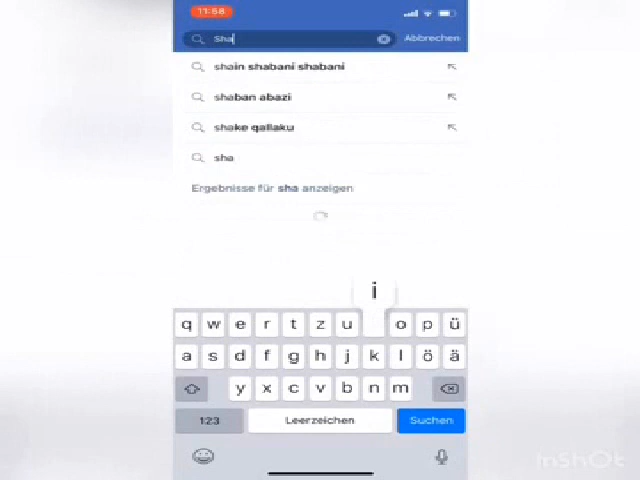 11:58
Sha
Abbrechen
shain shabani shabani
shaban abazi
shake qallaku
sha
Ergebnisse für sha anzeigen
i
q w e r t z u o p ü
a s d f g h j k l ö ä
y x c v b n m
123 Leerzeichen Suchen
InShOt